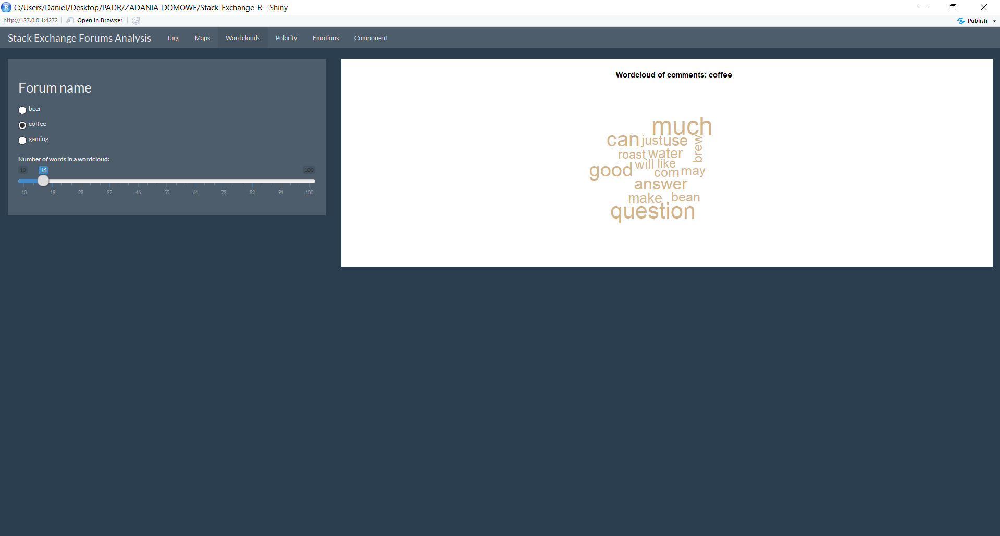 C:/Users/Daniel/Desktop/PADR/ZADANIA_DOMOWE/Stack-Exchange-R - Shiny
http://127.0.0.1:4272 Open in Browser Publish
Stack Exchange Forums Analysis Tags Maps Wordclouds Polarity Emotions Component
Forum name
beer
coffee
gaming
Number of words in a wordcloud:
10 16 100
10 19 28 37 46 55 64 73 82 91 100
Wordcloud of comments: coffee
much
can just use
brew
roast water
will like
good com may
answer
make bean
question